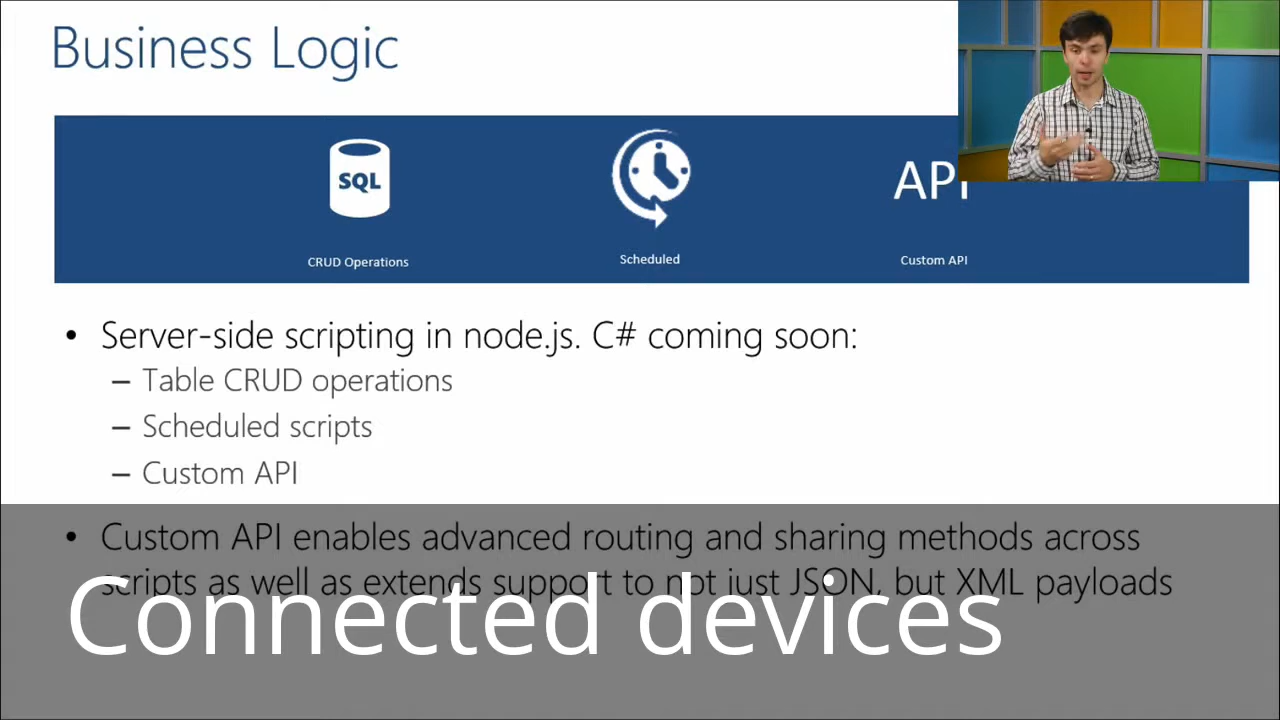 Business Logic
SQL
API
CRUD Operations
Scheduled
Custom API
• Server-side scripting in node.js. C# coming soon:
– Table CRUD operations
– Scheduled scripts
– Custom API
• Custom API enables advanced routing and sharing methods across
scripts as well as extends support to not just JSON, but XML payloads
Connected devices